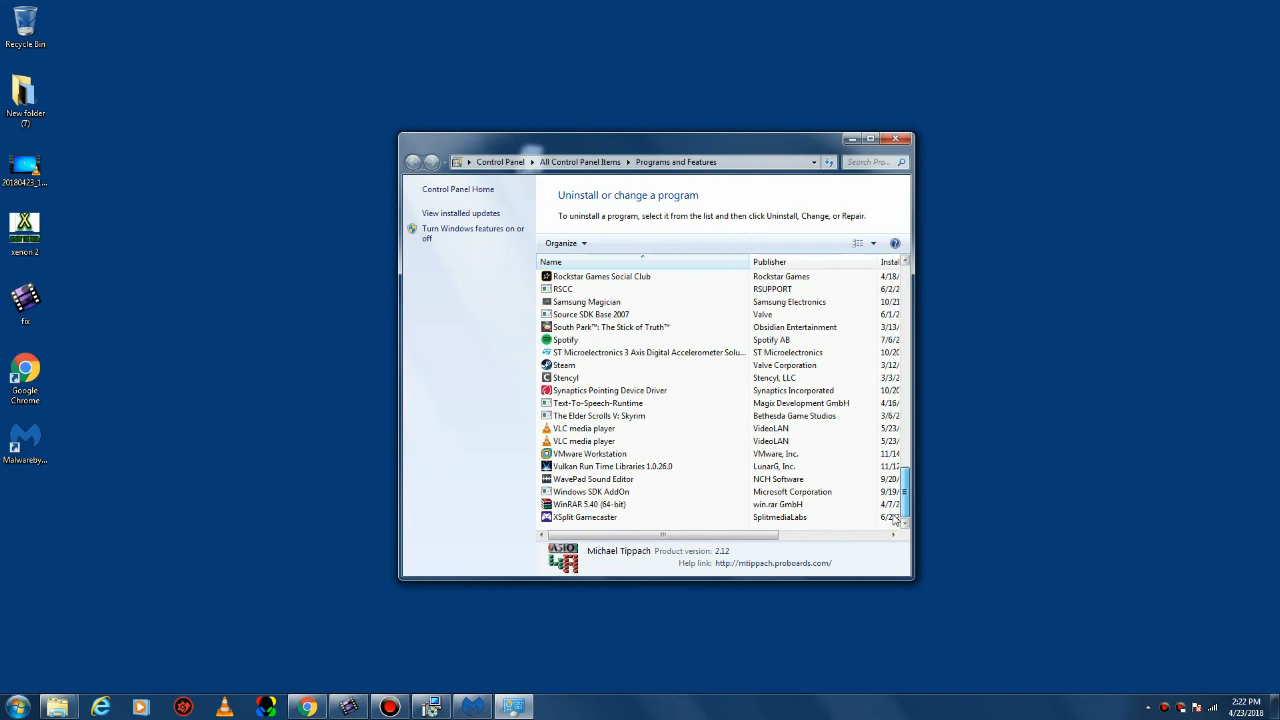 Recycle Bin
New folder
(7)
20180423_1...
xenon 2
fix
Google
Chrome
Malwareby...
Control Panel
All Control Panel Items
Programs and Features
Search Pro...
Control Panel Home
View installed updates
Turn Windows features on or
off
Uninstall or change a program
To uninstall a program, select it from the list and then click Uninstall, Change, or Repair.
Organize
Name Publisher Instal
Rockstar Games Social Club Rockstar Games 4/18/
RSCC RSUPPORT 6/2/2
Samsung Magician Samsung Electronics 10/21
Source SDK Base 2007 Valve 6/1/2
South Park™: The Stick of Truth™ Obsidian Entertainment 3/13/
Spotify Spotify AB 7/6/2
ST Microelectronics 3 Axis Digital Accelerometer Solu... ST Microelectronics 10/20
Steam Valve Corporation 3/12/
Stencyl Stencyl, LLC 3/3/2
Synaptics Pointing Device Driver Synaptics Incorporated 10/20
Text-To-Speech-Runtime Magix Development GmbH 4/16/
The Elder Scrolls V: Skyrim Bethesda Game Studios 3/6/2
VLC media player VideoLAN 5/23/
VLC media player VideoLAN 5/23/
VMware Workstation VMware, Inc. 11/14
Vulkan Run Time Libraries 1.0.26.0 LunarG, Inc. 11/12
WavePad Sound Editor NCH Software 9/20/
Windows SDK AddOn Microsoft Corporation 9/19/
WinRAR 5.40 (64-bit) win.rar GmbH 4/7/2
XSplit Gamecaster SplitmediaLabs 6/2/
ASIO
4A
Michael Tippach Product version: 2.12
Help link: http://mtippach.proboards.com/
2:22 PM
4/23/2018